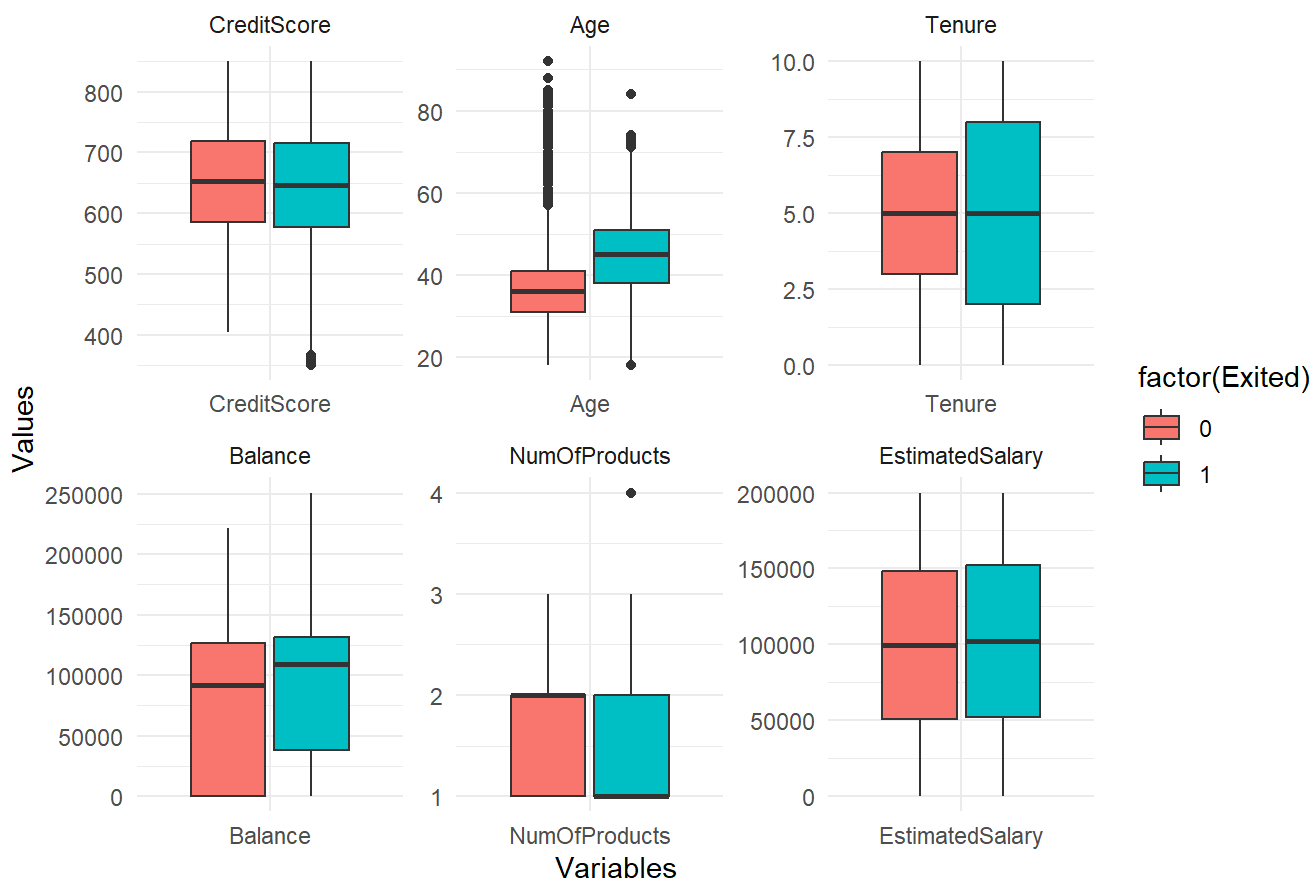 CreditScore
Age
Tenure
800
700
600
500
400
80
60
40
20
10.0
7.5
5.0
2.5
0.0
CreditScore
Age
Tenure
Values
Balance
NumOfProducts
EstimatedSalary
250000
200000
150000
100000
50000
0
4
3
2
1
200000
150000
100000
50000
0
Balance
NumOfProducts
EstimatedSalary
Variables
factor(Exited)
0
1